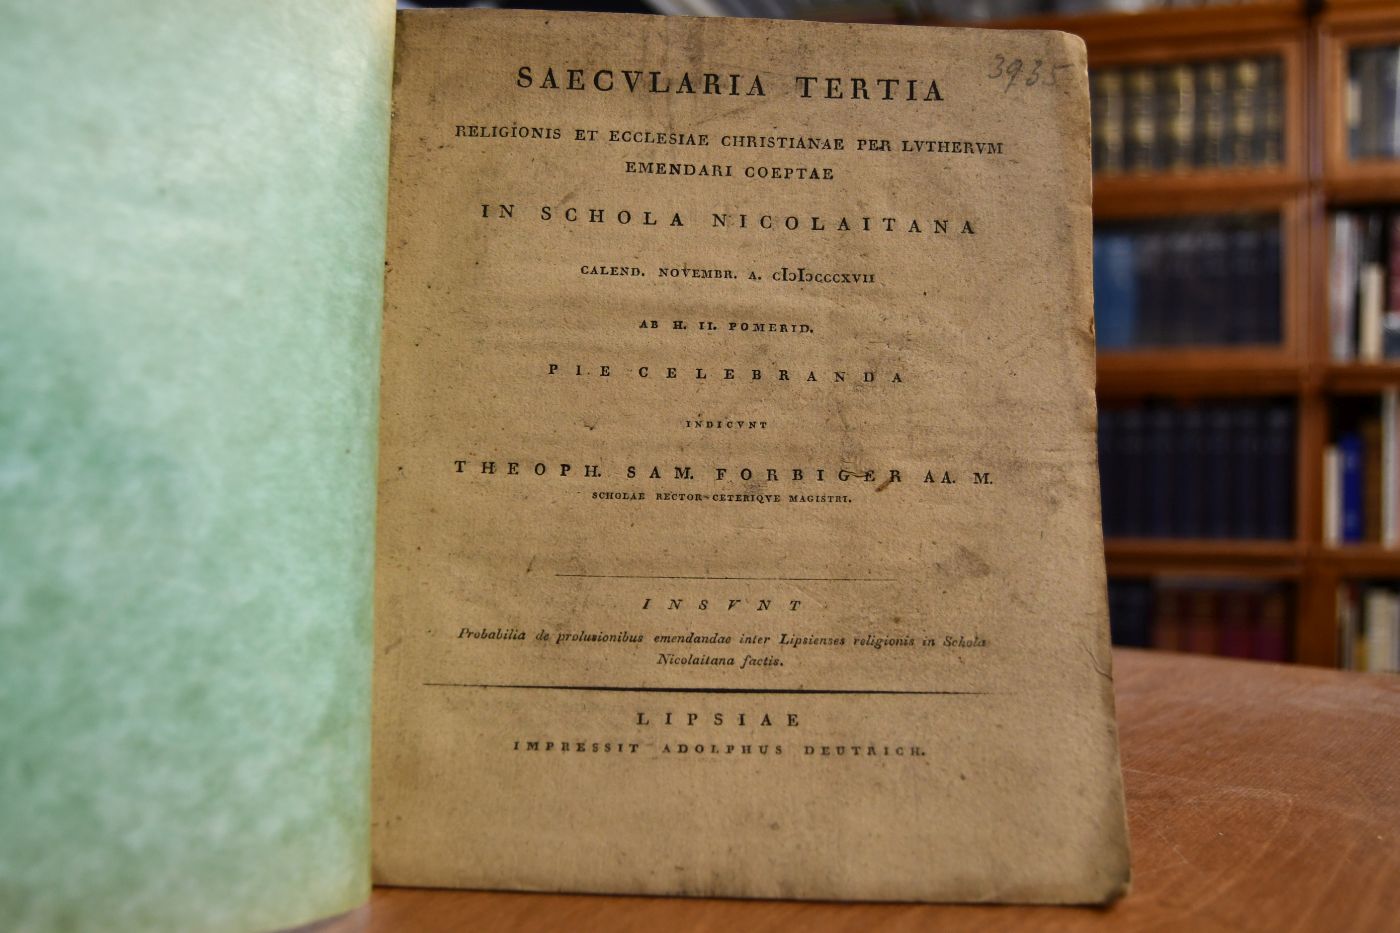 3935
SAECVLARIA TERTIA
RELIGIONIS ET ECCLESIAE CHRISTIANAE PER LVTHERVM
EMENDARI COEPTAE
IN SCHOLA NICOLAITANA
CALEND. NOVEMBR. A. CIƆIƆCCCXVII
AB H. II. POMERID.
PIE CELEBRANDA
INDICVNT
THEOPH. SAM. FORBIGER AA. M.
SCHOLAE RECTOR CETERIQVE MAGISTRI.
INSVNT
Probabilia de prolusionibus emendandae inter Lipsienses religionis in Schola
Nicolaitana factis.
LIPSIAE
IMPRESSIT ADOLPHUS DEUTRICH.